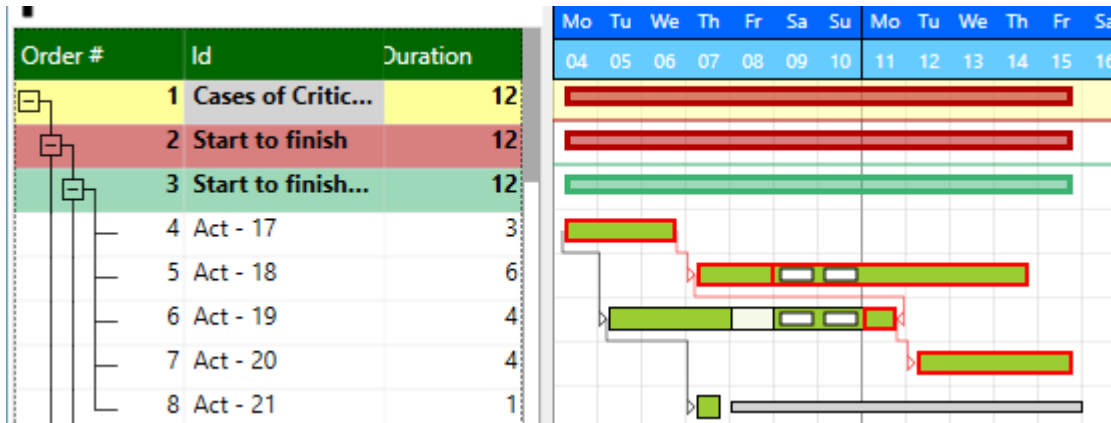 Mo Tu We Th Fr Sa Su Mo Tu We Th Fr Sa
Order # Id Duration 04 05 06 07 08 09 10 11 12 13 14 15 16
1 Cases of Critic... 12
2 Start to finish 12
3 Start to finish... 12
4 Act - 17 3
5 Act - 18 6
6 Act - 19 4
7 Act - 20 4
8 Act - 21 1